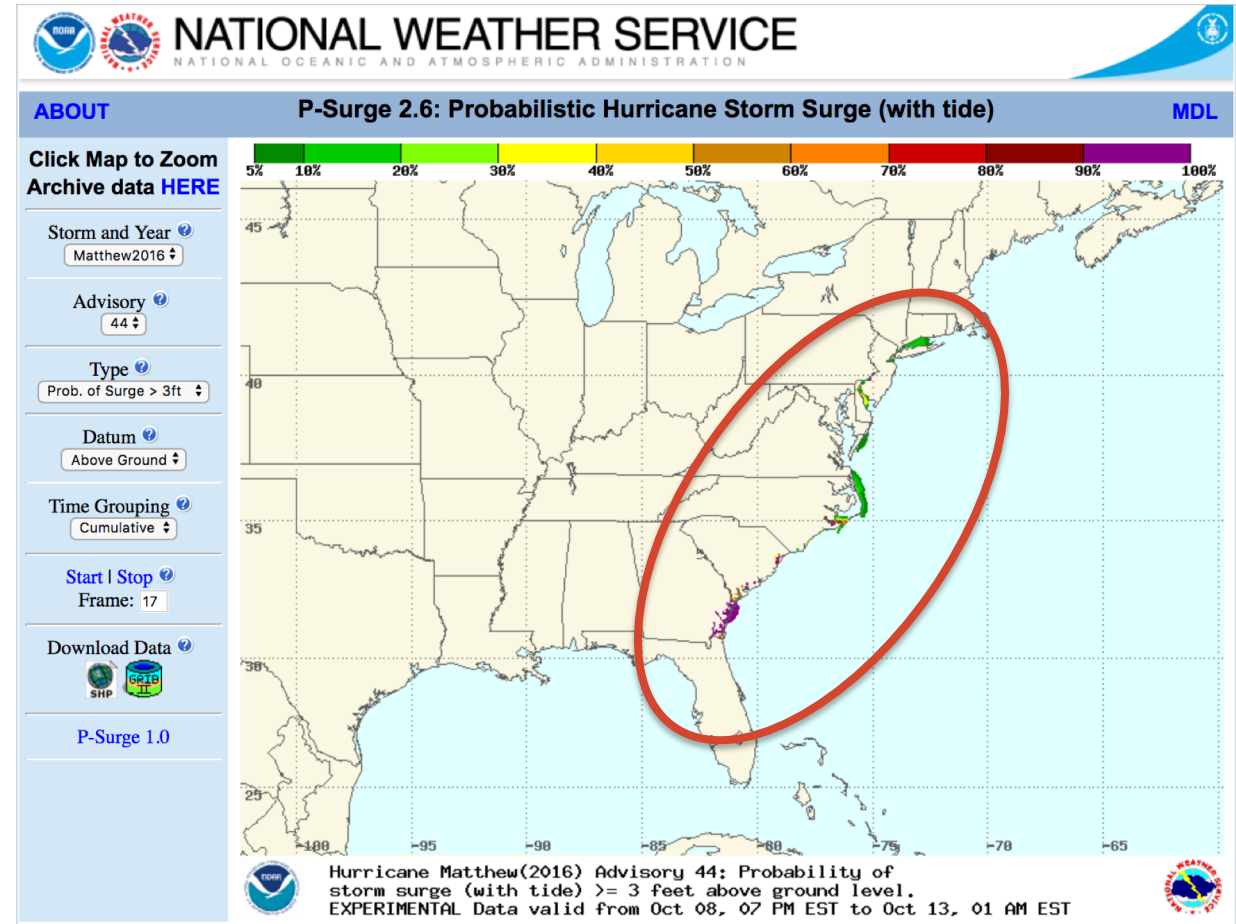 NATIONAL WEATHER SERVICE
NATIONAL OCEANIC AND ATMOSPHERIC ADMINISTRATION
ABOUT
P-Surge 2.6: Probabilistic Hurricane Storm Surge (with tide)
MDL
Click Map to Zoom
Archive data HERE
Storm and Year ?
Matthew2016
Advisory ?
44
Type ?
Prob. of Surge > 3ft
Datum ?
Above Ground
Time Grouping ?
Cumulative
Start | Stop ?
Frame: 17
Download Data ?
SHP
GRIB II
P-Surge 1.0
5% 10% 20% 30% 40% 50% 60% 70% 80% 90% 100%
45
40
35
30
25
-100 -95 -90 -85 -80 -75 -70 -65
NOAA
Hurricane Matthew(2016) Advisory 44: Probability of
storm surge (with tide) >= 3 feet above ground level.
EXPERIMENTAL Data valid from Oct 08, 07 PM EST to Oct 13, 01 AM EST